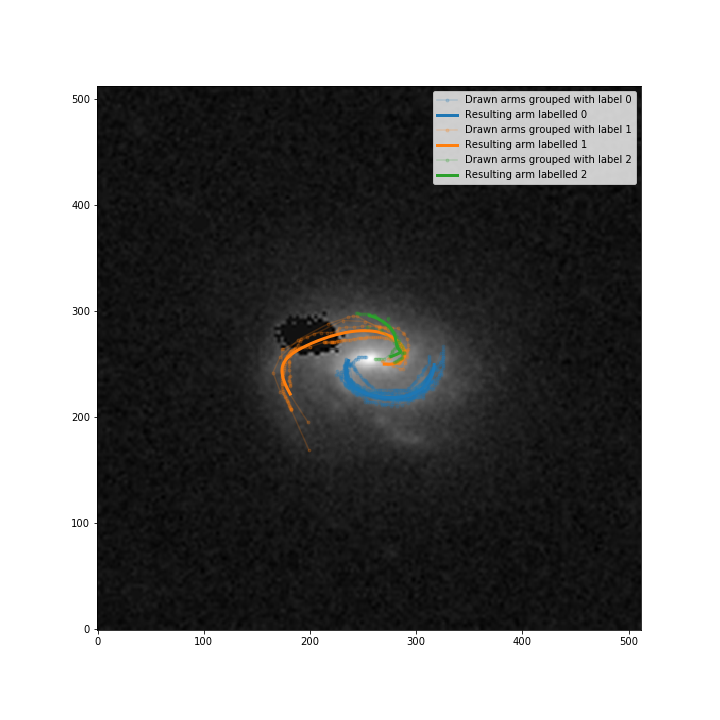 Drawn arms grouped with label 0
Resulting arm labelled 0
Drawn arms grouped with label 1
Resulting arm labelled 1
Drawn arms grouped with label 2
Resulting arm labelled 2
500
400
300
200
100
0
0 100 200 300 400 500